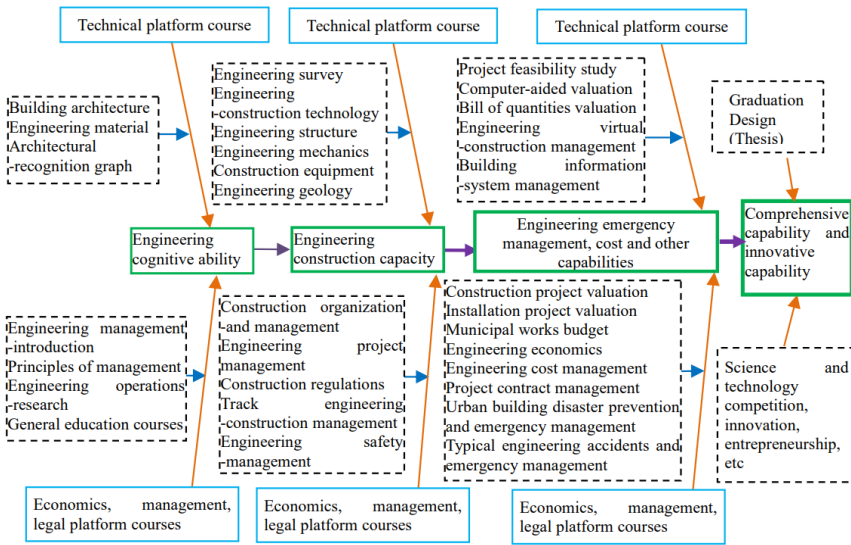 Technical platform course
Technical platform course
Technical platform course
Building architecture
Engineering material
Architectural
-recognition graph
Engineering survey
Engineering
-construction technology
Engineering structure
Engineering mechanics
Construction equipment
Engineering geology
Project feasibility study
Computer-aided valuation
Bill of quantities valuation
Engineering virtual
-construction management
Building information
-system management
Graduation
Design
(Thesis)
Engineering
cognitive ability
Engineering
construction capacity
Engineering emergency
management, cost and other
capabilities
Comprehensive
capability and
innovative
capability
Engineering management
-introduction
Principles of management
Engineering operations
-research
General education courses
Construction organization
-and management
Engineering project
management
Construction regulations
Track engineering
-construction management
Engineering safety
-management
Construction project valuation
Installation project valuation
Municipal works budget
Engineering economics
Engineering cost management
Project contract management
Urban building disaster prevention
and emergency management
Typical engineering accidents and
emergency management
Science and
technology
competition,
innovation,
entrepreneurship,
etc
Economics, management,
legal platform courses
Economics, management,
legal platform courses
Economics, management,
legal platform courses